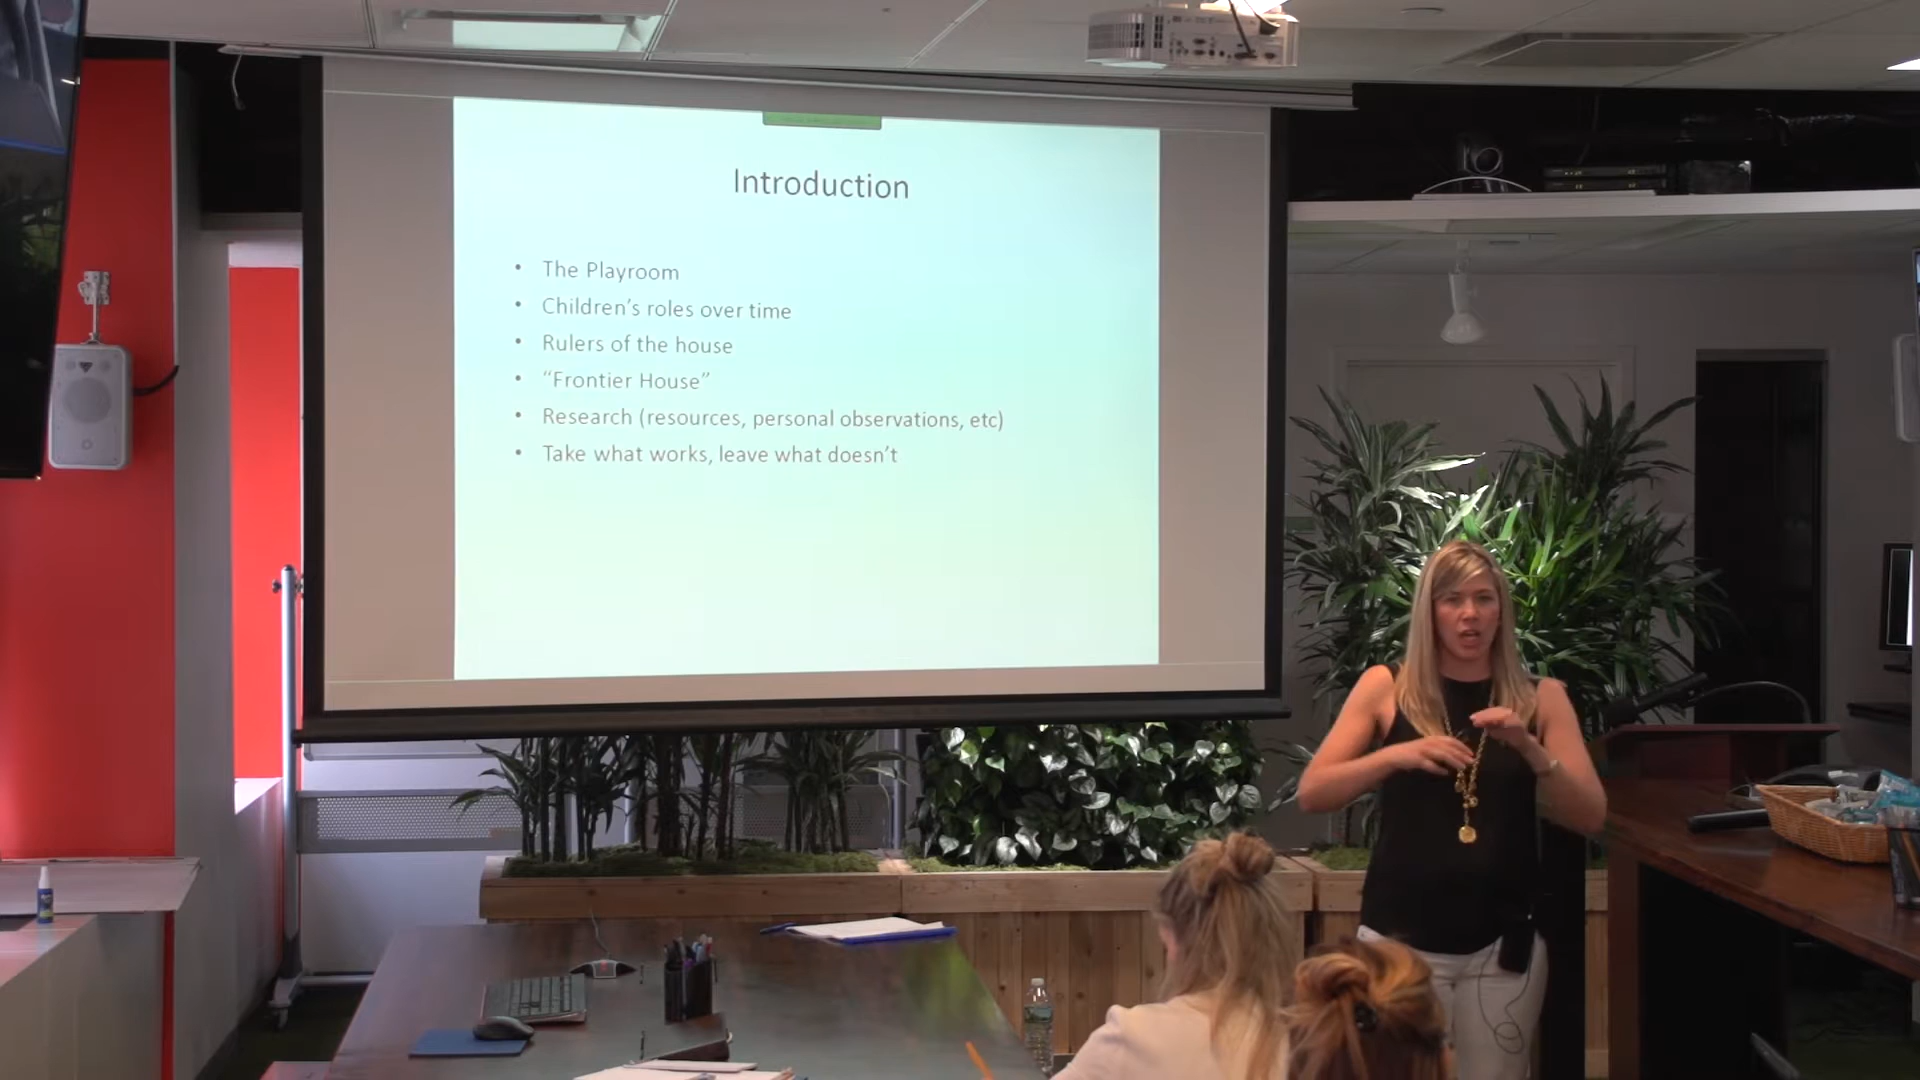 Introduction
• The Playroom
• Children’s roles over time
• Rulers of the house
• “Frontier House”
• Research (resources, personal observations, etc)
• Take what works, leave what doesn’t